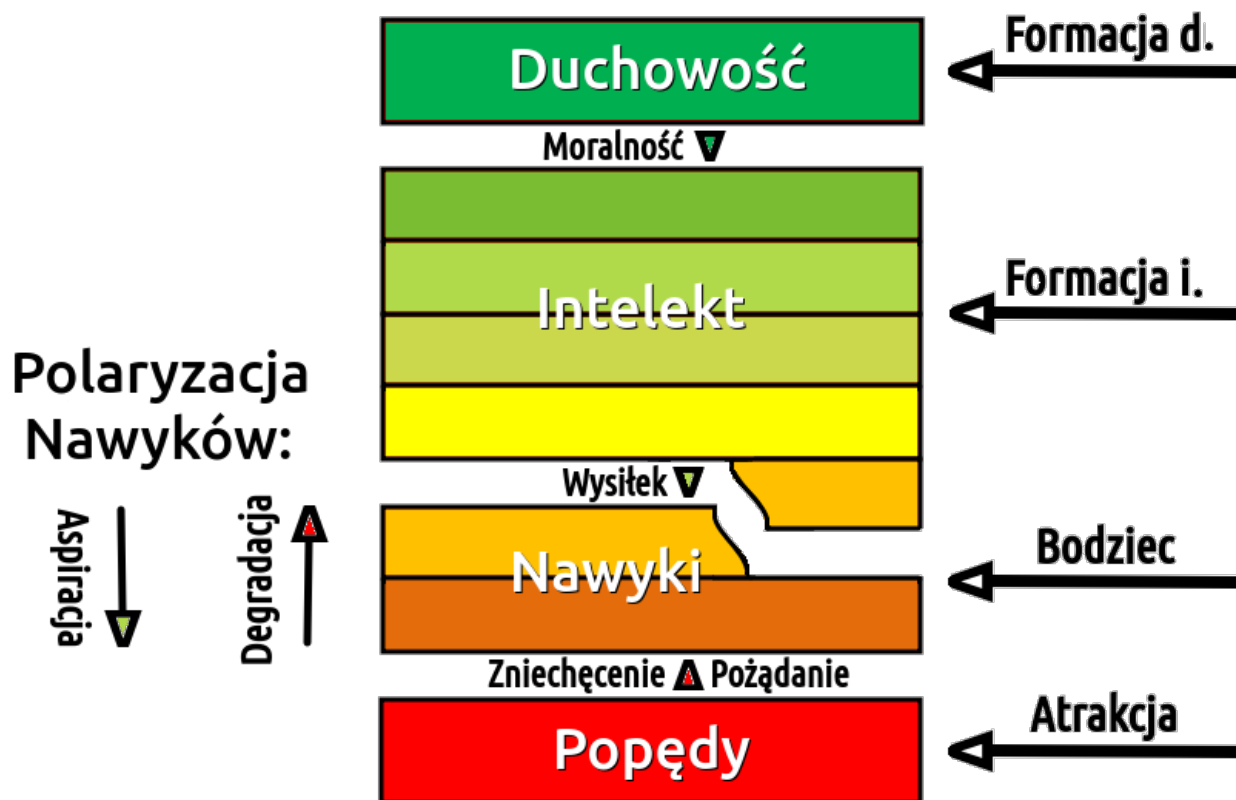 Duchowość
Formacja d.
Moralność
Intelekt
Formacja i.
Polaryzacja
Nawyków:
Aspiracja
Degradacja
Wysiłek
Nawyki
Bodziec
Zniechęcenie Pożądanie
Popędy
Atrakcja